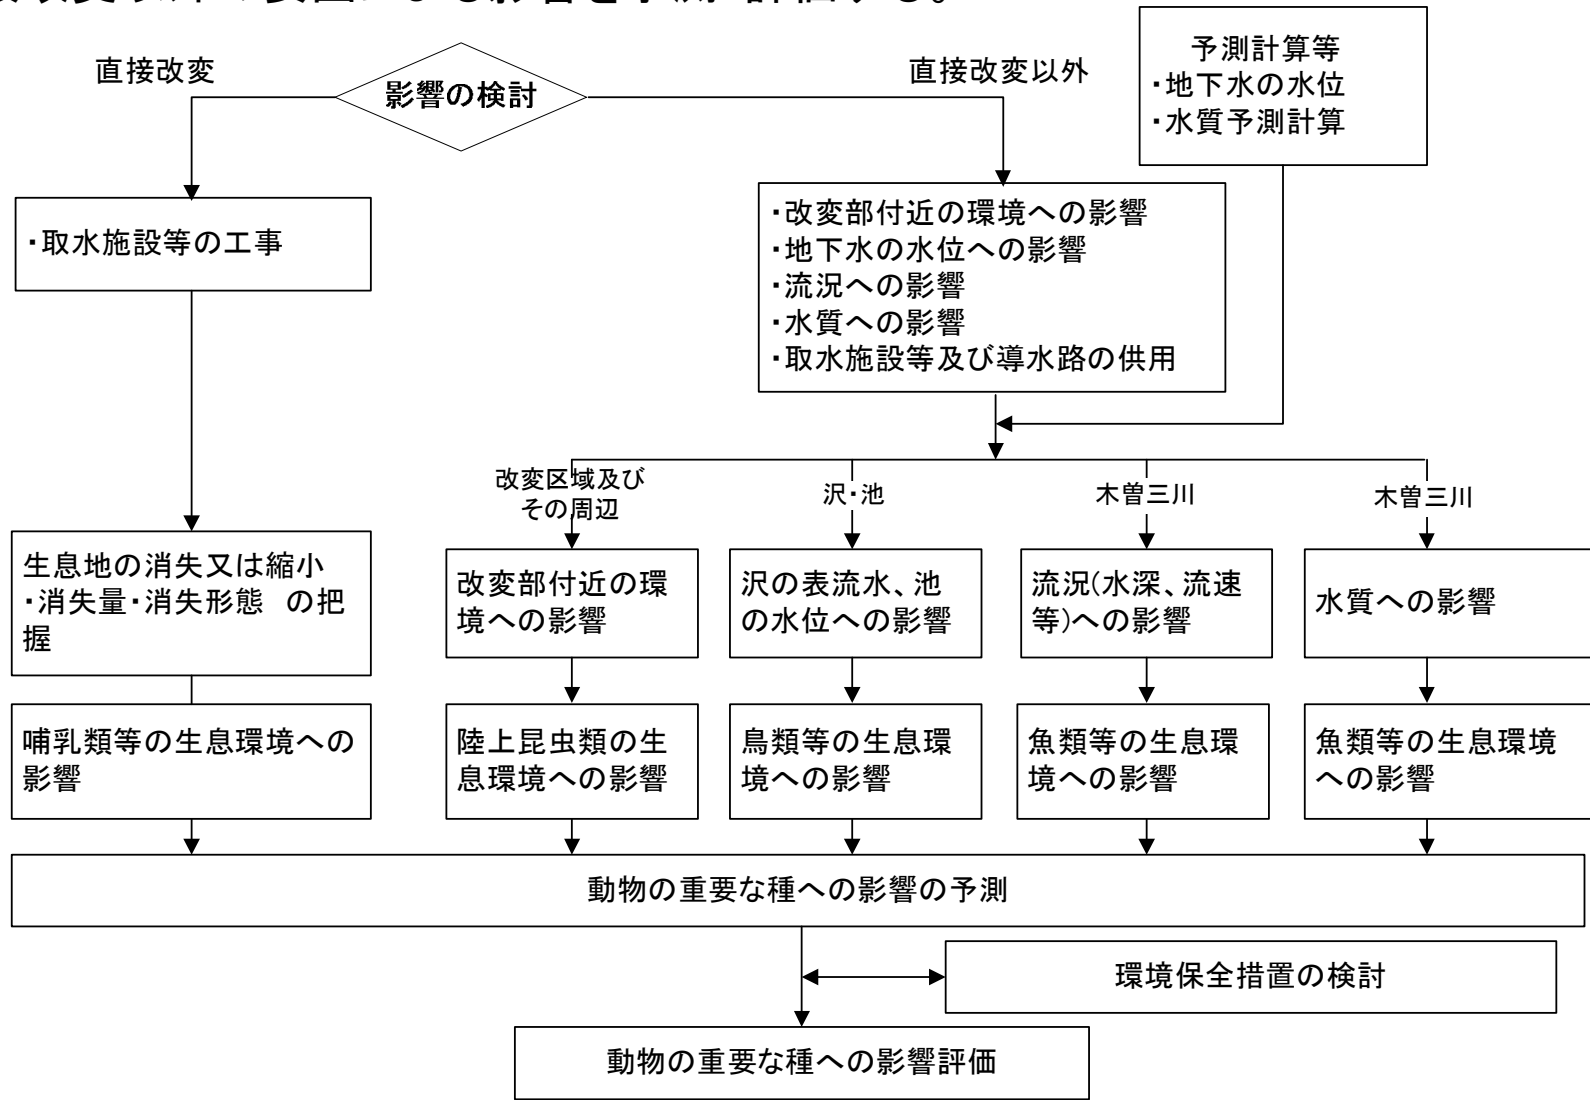 影響の検討
直接改変
直接改変以外
予測計算等
・地下水の水位
・水質予測計算
・取水施設等の工事
・改変部付近の環境への影響
・地下水の水位への影響
・流況への影響
・水質への影響
・取水施設等及び導水路の供用
改変区域及び
その周辺
沢・池
木曽三川
木曽三川
生息地の消失又は縮小
・消失量・消失形態　の把
握
改変部付近の環
境への影響
沢の表流水、池
の水位への影響
流況(水深、流速
等)への影響
水質への影響
哺乳類等の生息環境への
影響
陸上昆虫類の生
息環境への影響
鳥類等の生息環
境への影響
魚類等の生息環
境への影響
魚類等の生息環境
への影響
動物の重要な種への影響の予測
環境保全措置の検討
動物の重要な種への影響評価